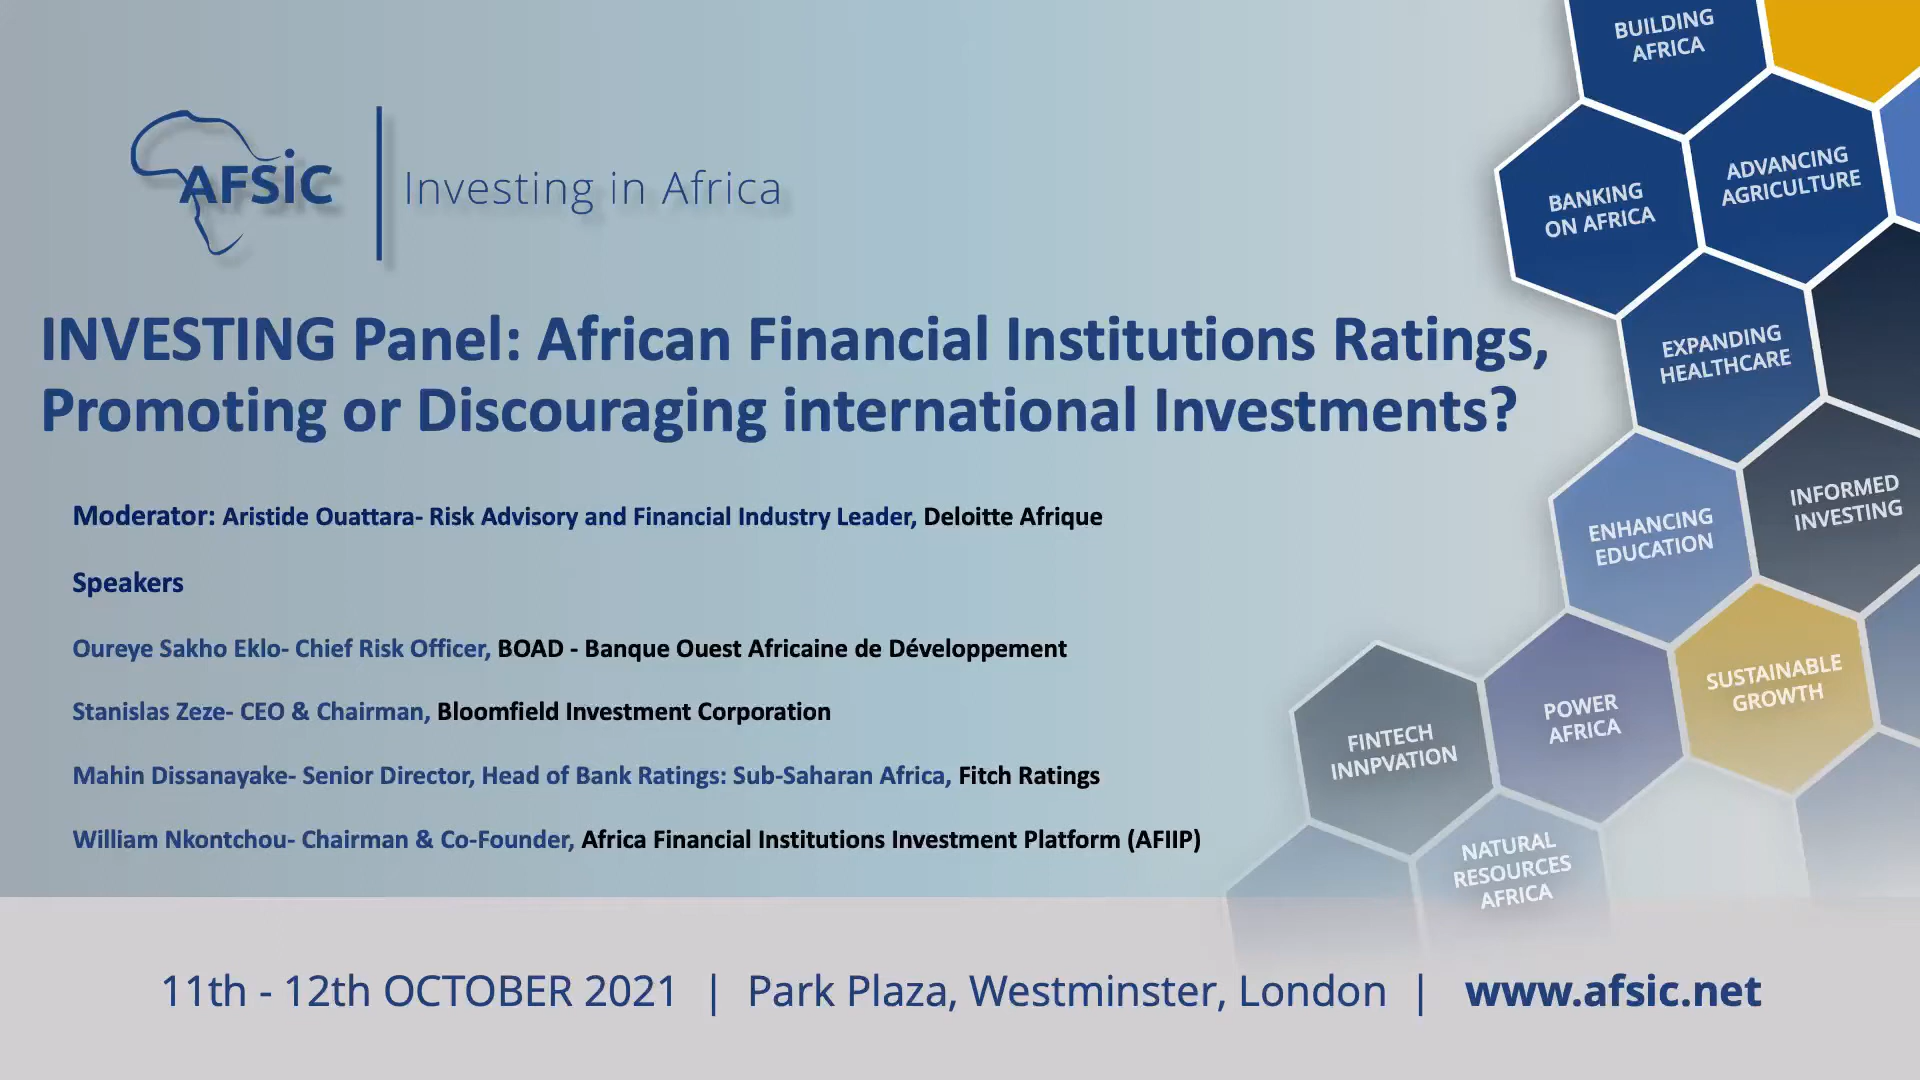 AFSIC
Investing in Africa
INVESTING Panel: African Financial Institutions Ratings,
Promoting or Discouraging international Investments?
Moderator: Aristide Ouattara- Risk Advisory and Financial Industry Leader, Deloitte Afrique
Speakers
Oureye Sakho Eklo- Chief Risk Officer, BOAD - Banque Ouest Africaine de Développement
Stanislas Zeze- CEO & Chairman, Bloomfield Investment Corporation
Mahin Dissanayake- Senior Director, Head of Bank Ratings: Sub-Saharan Africa, Fitch Ratings
William Nkontchou- Chairman & Co-Founder, Africa Financial Institutions Investment Platform (AFIIP)
BUILDING
AFRICA
BANKING
ON AFRICA
ADVANCING
AGRICULTURE
EXPANDING
HEALTHCARE
ENHANCING
EDUCATION
INFORMED
INVESTING
FINTECH
INNPVATION
POWER
AFRICA
SUSTAINABLE
GROWTH
NATURAL
RESOURCES
AFRICA
11th - 12th OCTOBER 2021 | Park Plaza, Westminster, London | www.afsic.net